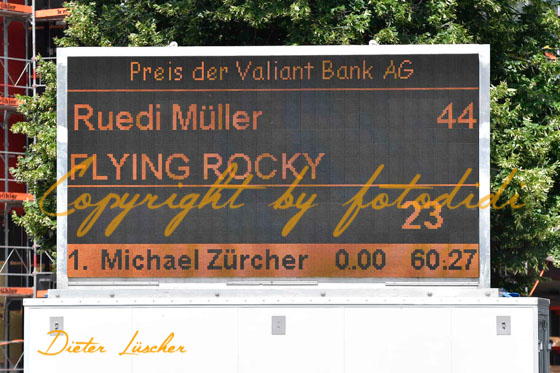 Preis der Valiant Bank AG
Ruedi Müller 44
FLYING ROCKY
Copyright by fotodidi
23
1. Michael Zürcher 0.00 60:27
Dieter Lüscher